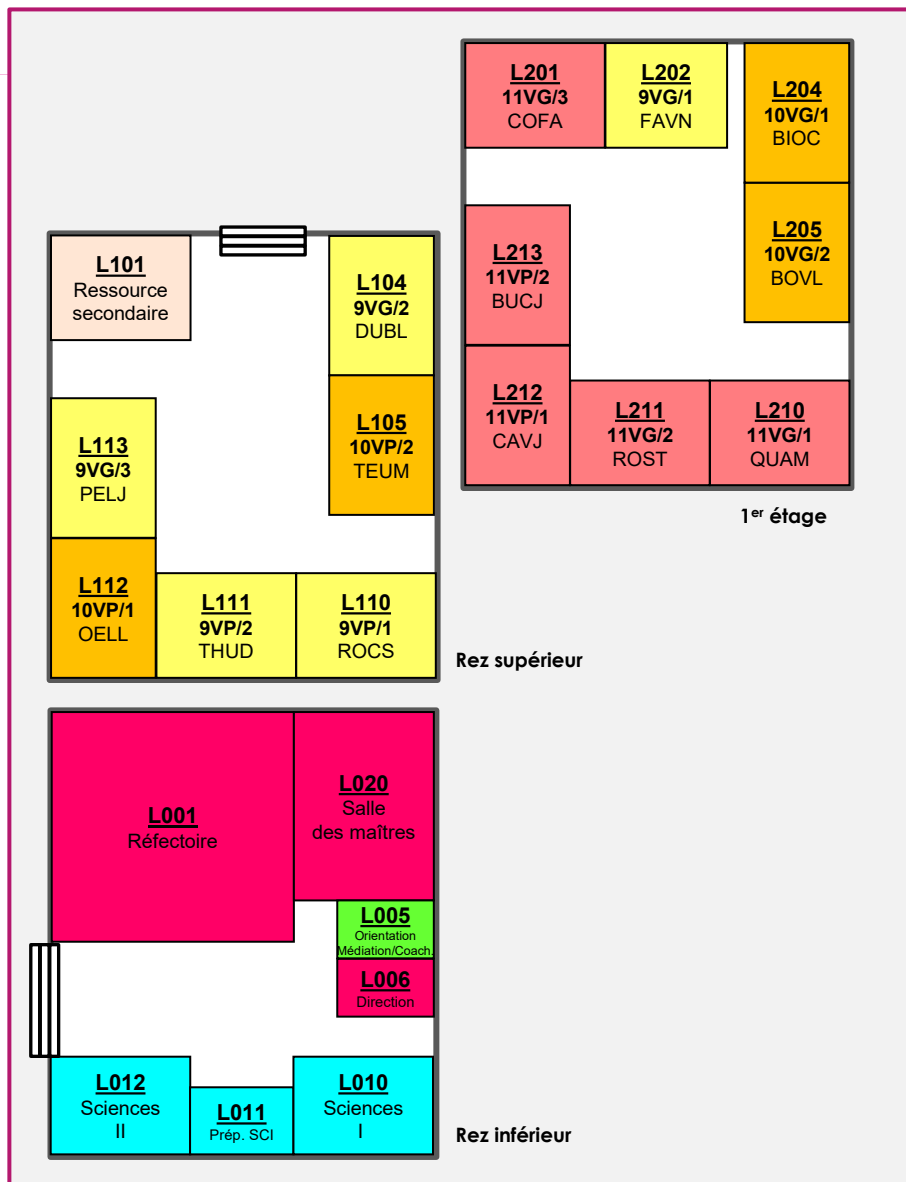 L201
11VG/3
COFA
L202
9VG/1
FAVN
L204
10VG/1
BIOC
L205
10VG/2
BOVL
L213
11VP/2
BUCJ
L212
11VP/1
CAVJ
L211
11VG/2
ROST
L210
11VG/1
QUAM
1er étage
L101
Ressource
secondaire
L104
9VG/2
DUBL
L105
10VP/2
TEUM
L113
9VG/3
PELJ
L112
10VP/1
OELL
L111
9VP/2
THUD
L110
9VP/1
ROCS
Rez supérieur
L001
Réfectoire
L020
Salle
des maîtres
L005
Orientation
Médiation/Coach.
L006
Direction
L012
Sciences
II
L011
Prép. SCI
L010
Sciences
I
Rez inférieur